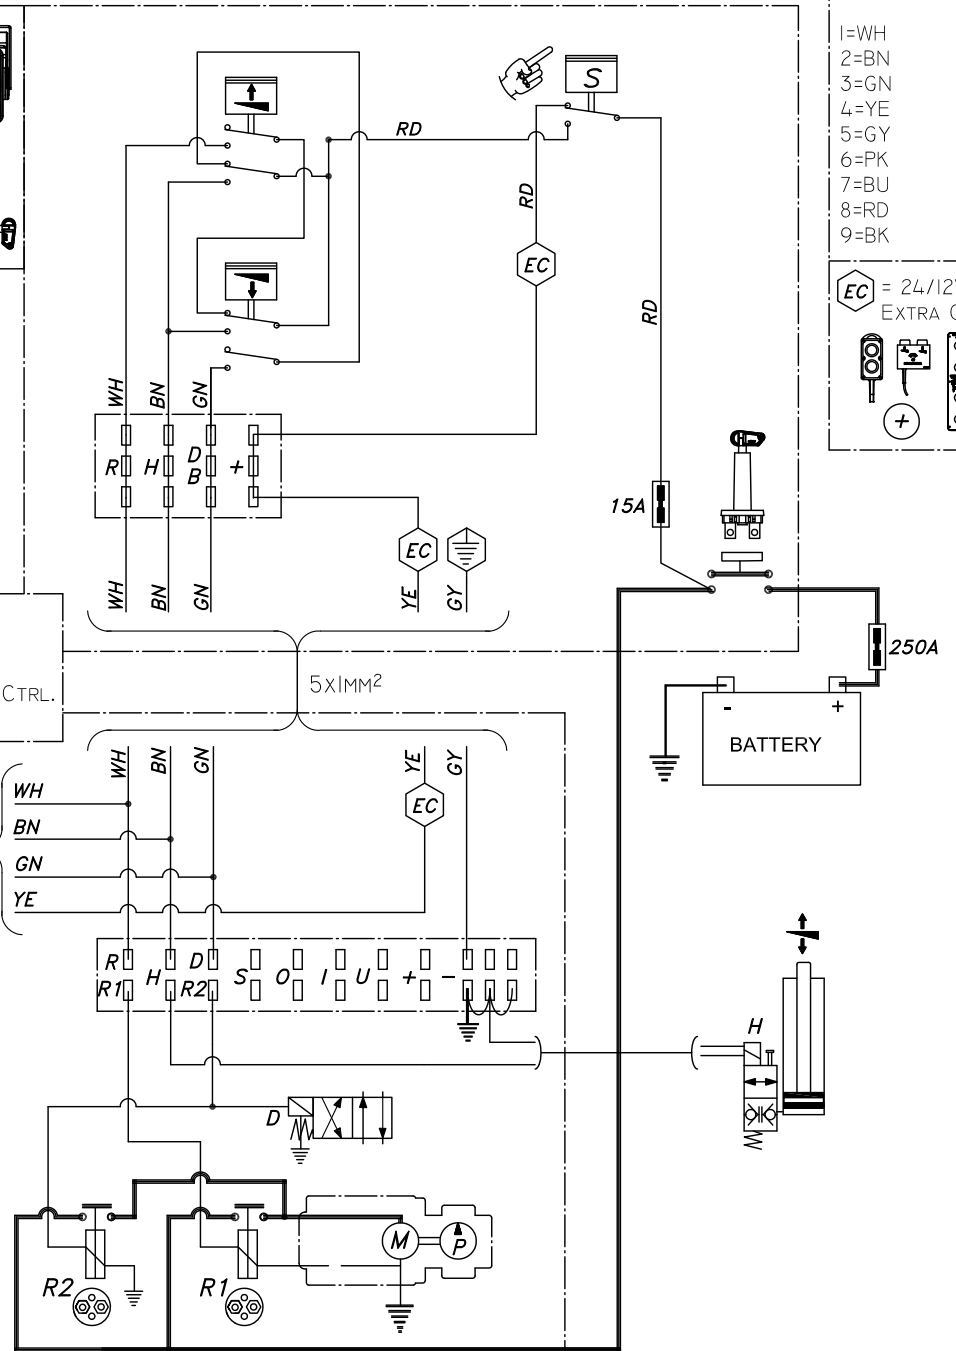 1=WH
2=BN
3=GN
4=YE
5=GY
6=PK
7=BU
8=RD
9=BK
EC = 24/12
EXTRA
+
S
RD
RD
EC
RD
WH
BN
GN
R
H
D
B
+
15A
EC
WH
BN
GN
YE
GY
250A
CTRL.
5X1MM²
-
+
BATTERY
WH
BN
GN
YE
GY
WH
BN
GN
YE
EC
R
R1
H
D
R2
S
O
I
U
+
-
H
D
M
P
R2
R1